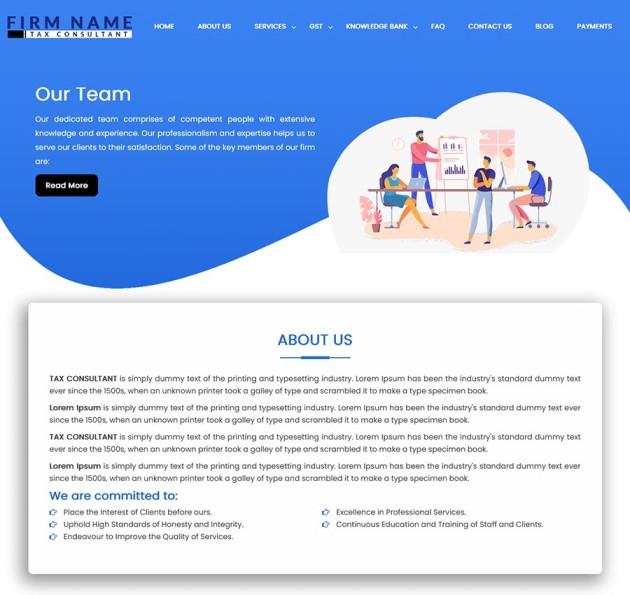 FIRM NAME
TAX CONSULTANT
HOME ABOUT US SERVICES GST KNOWLEDGE BANK FAQ CONTACT US BLOG PAYMENTS
Our Team
Our dedicated team comprises of competent people with extensive
knowledge and experience. Our professionalism and expertise helps us to
serve our clients to their satisfaction. Some of the key members of our firm
are:
Read More
ABOUT US
TAX CONSULTANT is simply dummy text of the printing and typesetting industry. Lorem Ipsum has been the industry's standard dummy text
ever since the 1500s, when an unknown printer took a galley of type and scrambled it to make a type specimen book.
Lorem Ipsum is simply dummy text of the printing and typesetting industry. Lorem Ipsum has been the industry's standard dummy text ever
since the 1500s, when an unknown printer took a galley of type and scrambled it to make a type specimen book.
TAX CONSULTANT is simply dummy text of the printing and typesetting industry. Lorem Ipsum has been the industry's standard dummy text
ever since the 1500s, when an unknown printer took a galley of type and scrambled it to make a type specimen book.
Lorem Ipsum is simply dummy text of the printing and typesetting industry. Lorem Ipsum has been the industry's standard dummy text ever
since the 1500s, when an unknown printer took a galley of type and scrambled it to make a type specimen book.
We are committed to:
Place the Interest of Clients before ours.
Uphold High Standards of Honesty and Integrity.
Endeavour to Improve the Quality of Services.
Excellence in Professional Services.
Continuous Education and Training of Staff and Clients.